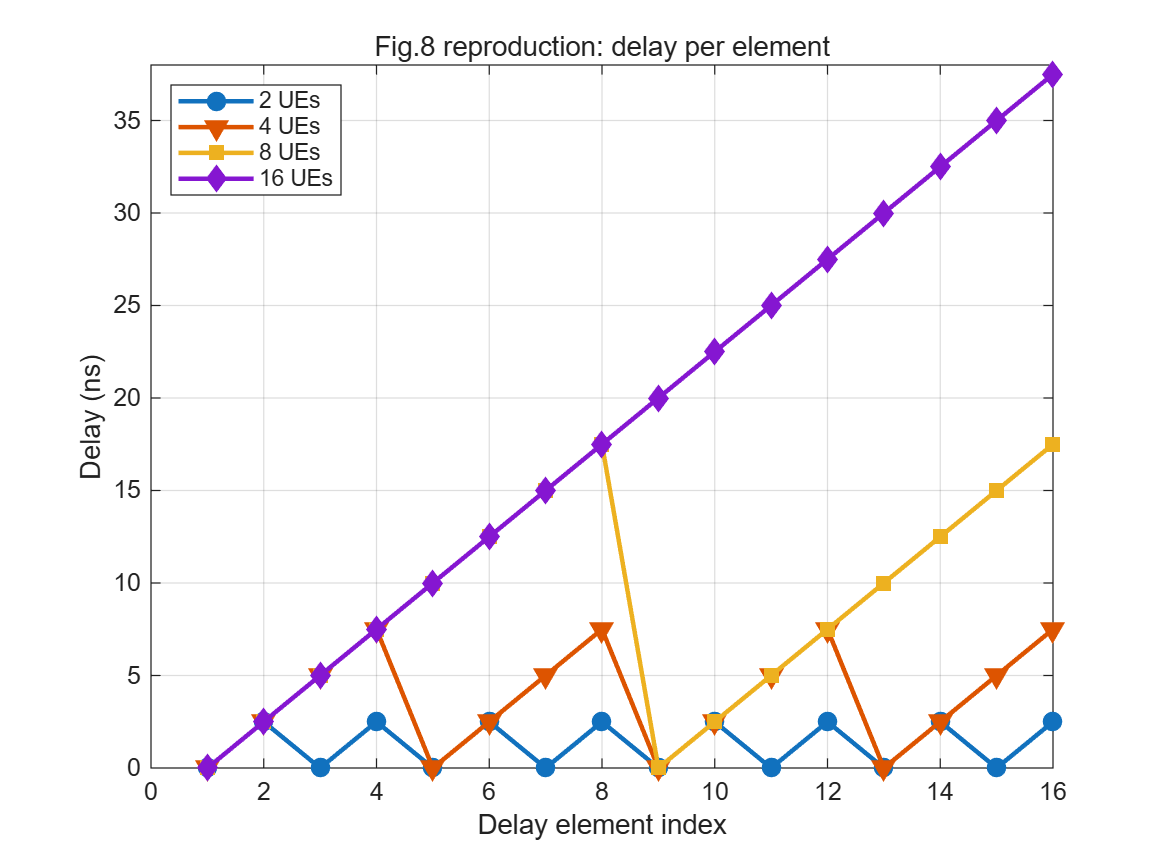 Fig.8 reproduction: delay per element
2 UEs
4 UEs
8 UEs
16 UEs
35
30
25
20
15
10
5
0
Delay (ns)
0 2 4 6 8 10 12 14 16
Delay element index